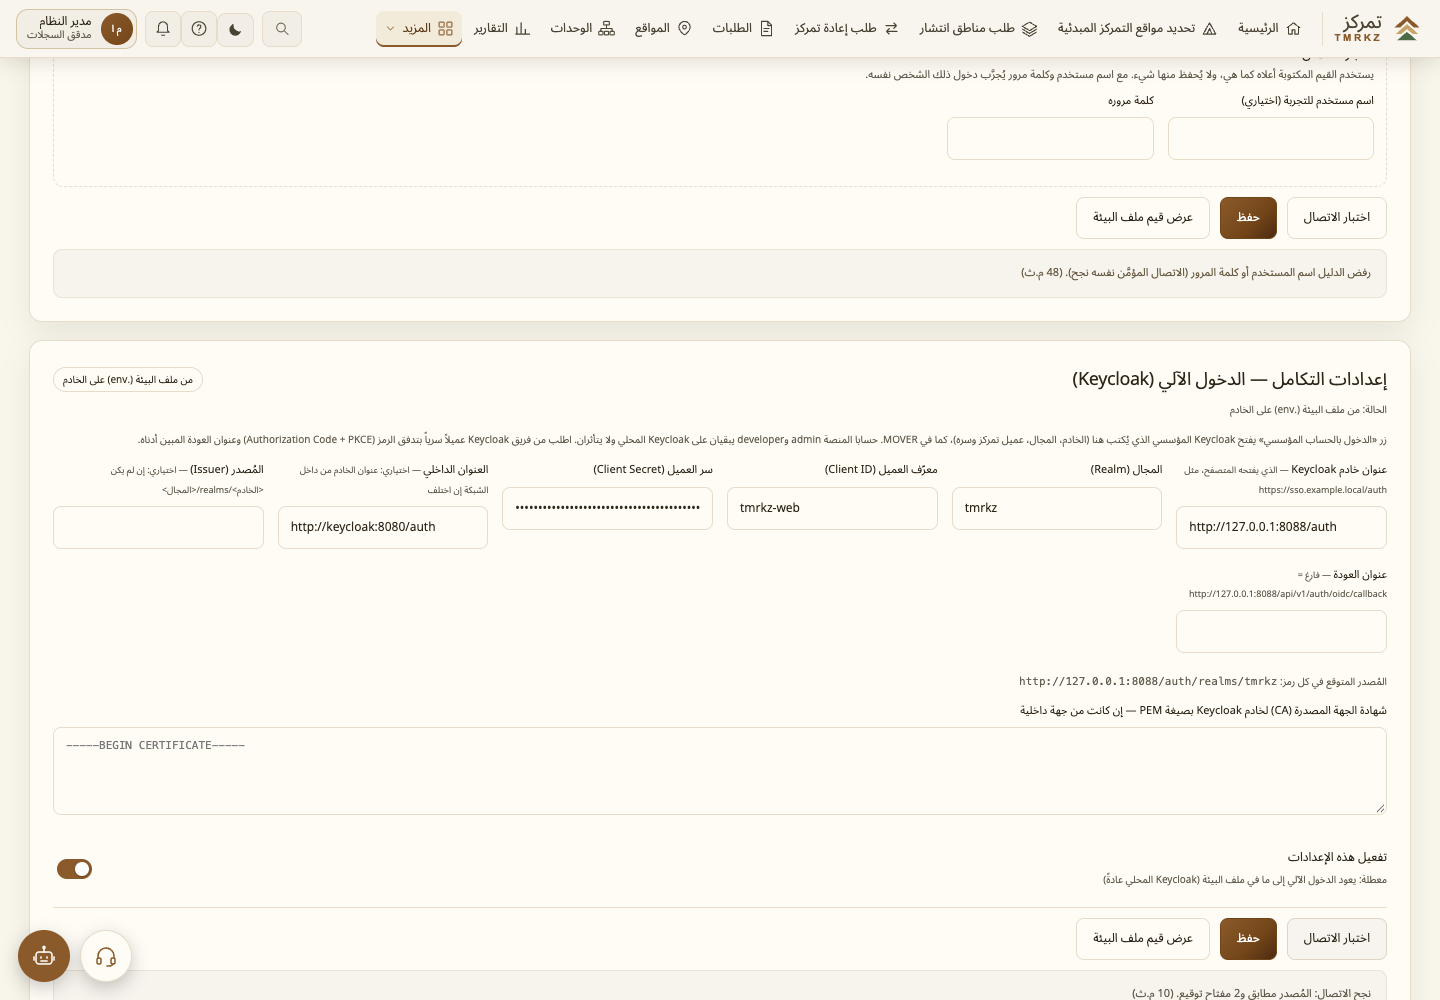 تمركز
TMRKZ
الرئيسية
تحديد مواقع التمركز المبدئية
طلب مناطق انتشار
طلب إعادة تمركز
الطلبات
المواقع
الوحدات
التقارير
المزيد
م ا
مدير النظام
مدقق السجلات
يستخدم القيم المكتوبة أعلاه كما هي، ولا يُحفظ منها شيء. مع اسم مستخدم وكلمة مرور يُجرَّب دخول ذلك الشخص نفسه.
اسم مستخدم للتجربة (اختياري)
كلمة مروره
اختبار الاتصال
حفظ
عرض قيم ملف البيئة
رفض الدليل اسم المستخدم أو كلمة المرور (الاتصال المؤمَّن نفسه نجح). (48 م.ث)
إعدادات التكامل — الدخول الآلي (Keycloak)
من ملف البيئة (.env) على الخادم
الحالة: من ملف البيئة (.env) على الخادم
زر «الدخول بالحساب المؤسسي» يفتح Keycloak المؤسسي الذي يُكتب هنا (الخادم، المجال، عميل تمركز وسره)، كما في MOVER. حسابا المنصة admin وdeveloper يبقيان على Keycloak المحلي ولا يتأثران. اطلب من فريق Keycloak عميلاً سرياً بتدفق الرمز (Authorization Code + PKCE) وعنوان العودة المبين أدناه.
عنوان خادم Keycloak — الذي يفتحه المتصفح، مثل
https://sso.example.local/auth
http://127.0.0.1:8088/auth
المجال (Realm)
tmrkz
معرّف العميل (Client ID)
tmrkz-web
سر العميل (Client Secret)
••••••••••••••••••••••••••••••••••••••••
العنوان الداخلي — اختياري: عنوان الخادم من داخل
الشبكة إن اختلف
http://keycloak:8080/auth
المُصدر (Issuer) — اختياري: إن لم يكن
<الخادم>/realms/<المجال>
عنوان العودة — فارغ =
http://127.0.0.1:8088/api/v1/auth/oidc/callback
المُصدر المتوقع في كل رمز: http://127.0.0.1:8088/auth/realms/tmrkz
شهادة الجهة المصدرة (CA) لخادم Keycloak بصيغة PEM — إن كانت من جهة داخلية
-----BEGIN CERTIFICATE-----
تفعيل هذه الإعدادات
معطلة: يعود الدخول الآلي إلى ما في ملف البيئة (Keycloak المحلي عادةً)
اختبار الاتصال
حفظ
عرض قيم ملف البيئة
نجح الاتصال: المُصدر مطابق و2 مفتاح توقيع. (10 م.ث)